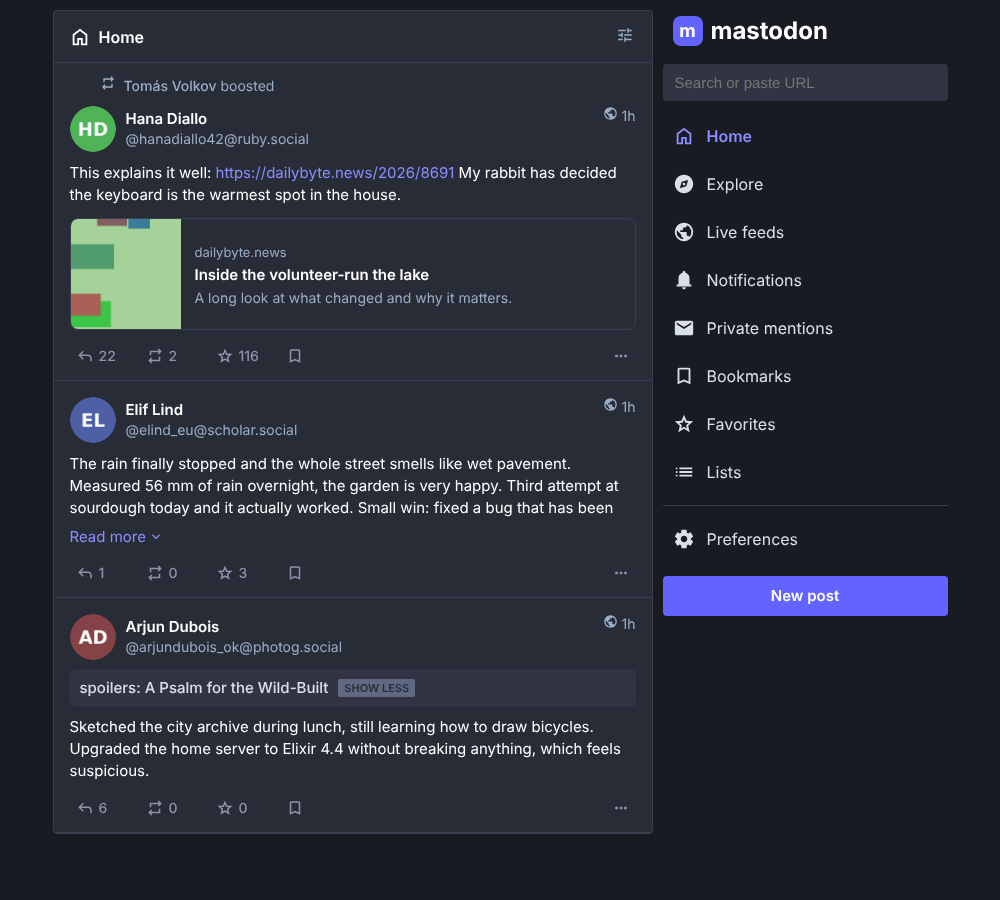 Home
Tomás Volkov boosted
HD
Hana Diallo
1h
@hanadiallo42@ruby.social
This explains it well: https://dailybyte.news/2026/8691 My rabbit has decided
the keyboard is the warmest spot in the house.
dailybyte.news
Inside the volunteer-run the lake
A long look at what changed and why it matters.
22 2 116
EL
Elif Lind
1h
@elind_eu@scholar.social
The rain finally stopped and the whole street smells like wet pavement.
Measured 56 mm of rain overnight, the garden is very happy. Third attempt at
sourdough today and it actually worked. Small win: fixed a bug that has been
Read more
1 0 3
AD
Arjun Dubois
1h
@arjundubois_ok@photog.social
spoilers: A Psalm for the Wild-Built SHOW LESS
Sketched the city archive during lunch, still learning how to draw bicycles.
Upgraded the home server to Elixir 4.4 without breaking anything, which feels
suspicious.
6 0 0
m mastodon
Search or paste URL
Home
Explore
Live feeds
Notifications
Private mentions
Bookmarks
Favorites
Lists
Preferences
New post